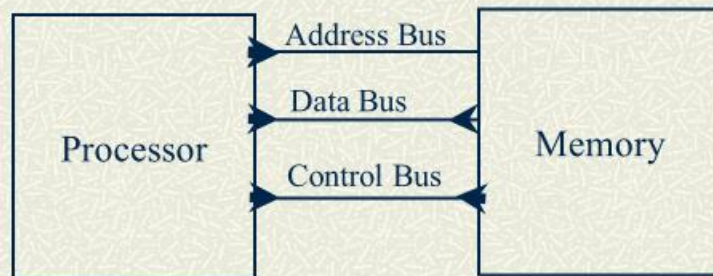 Address Bus
Data Bus
Processor
Memory
Control Bus